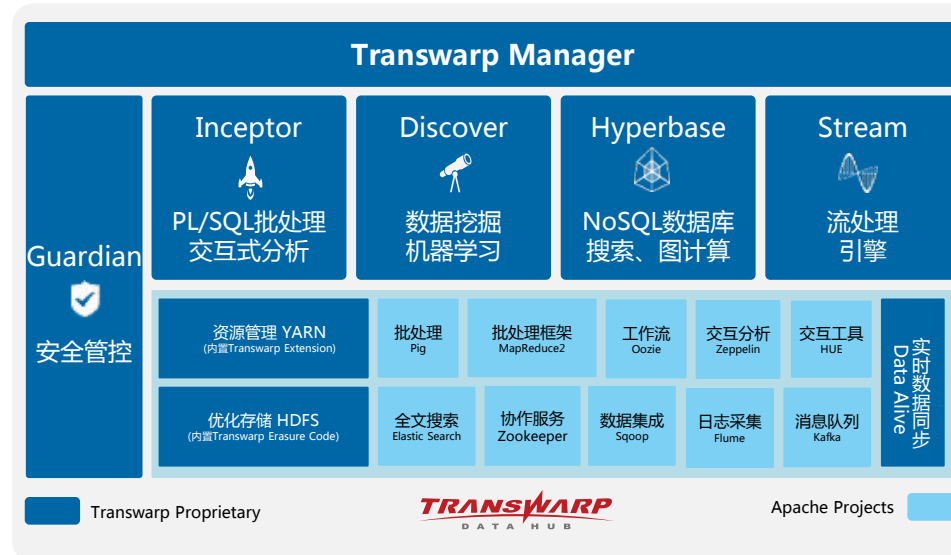 Transwarp Manager
Guardian
安全管控
Inceptor
PL/SQL批处理
交互式分析
Discover
数据挖掘
机器学习
Hyperbase
NoSQL数据库
搜索、图计算
Stream
流处理
引擎
资源管理 YARN
(内置Transwarp Extension)
批处理
Pig
批处理框架
MapReduce2
工作流
Oozie
交互分析
Zeppelin
交互工具
HUE
优化存储 HDFS
(内置Transwarp Erasure Code)
全文搜索
Elastic Search
协作服务
Zookeeper
数据集成
Sqoop
日志采集
Flume
消息队列
Kafka
实时数据同步
Data Alive
Transwarp Proprietary
TRANSWARP
DATA HUB
Apache Projects